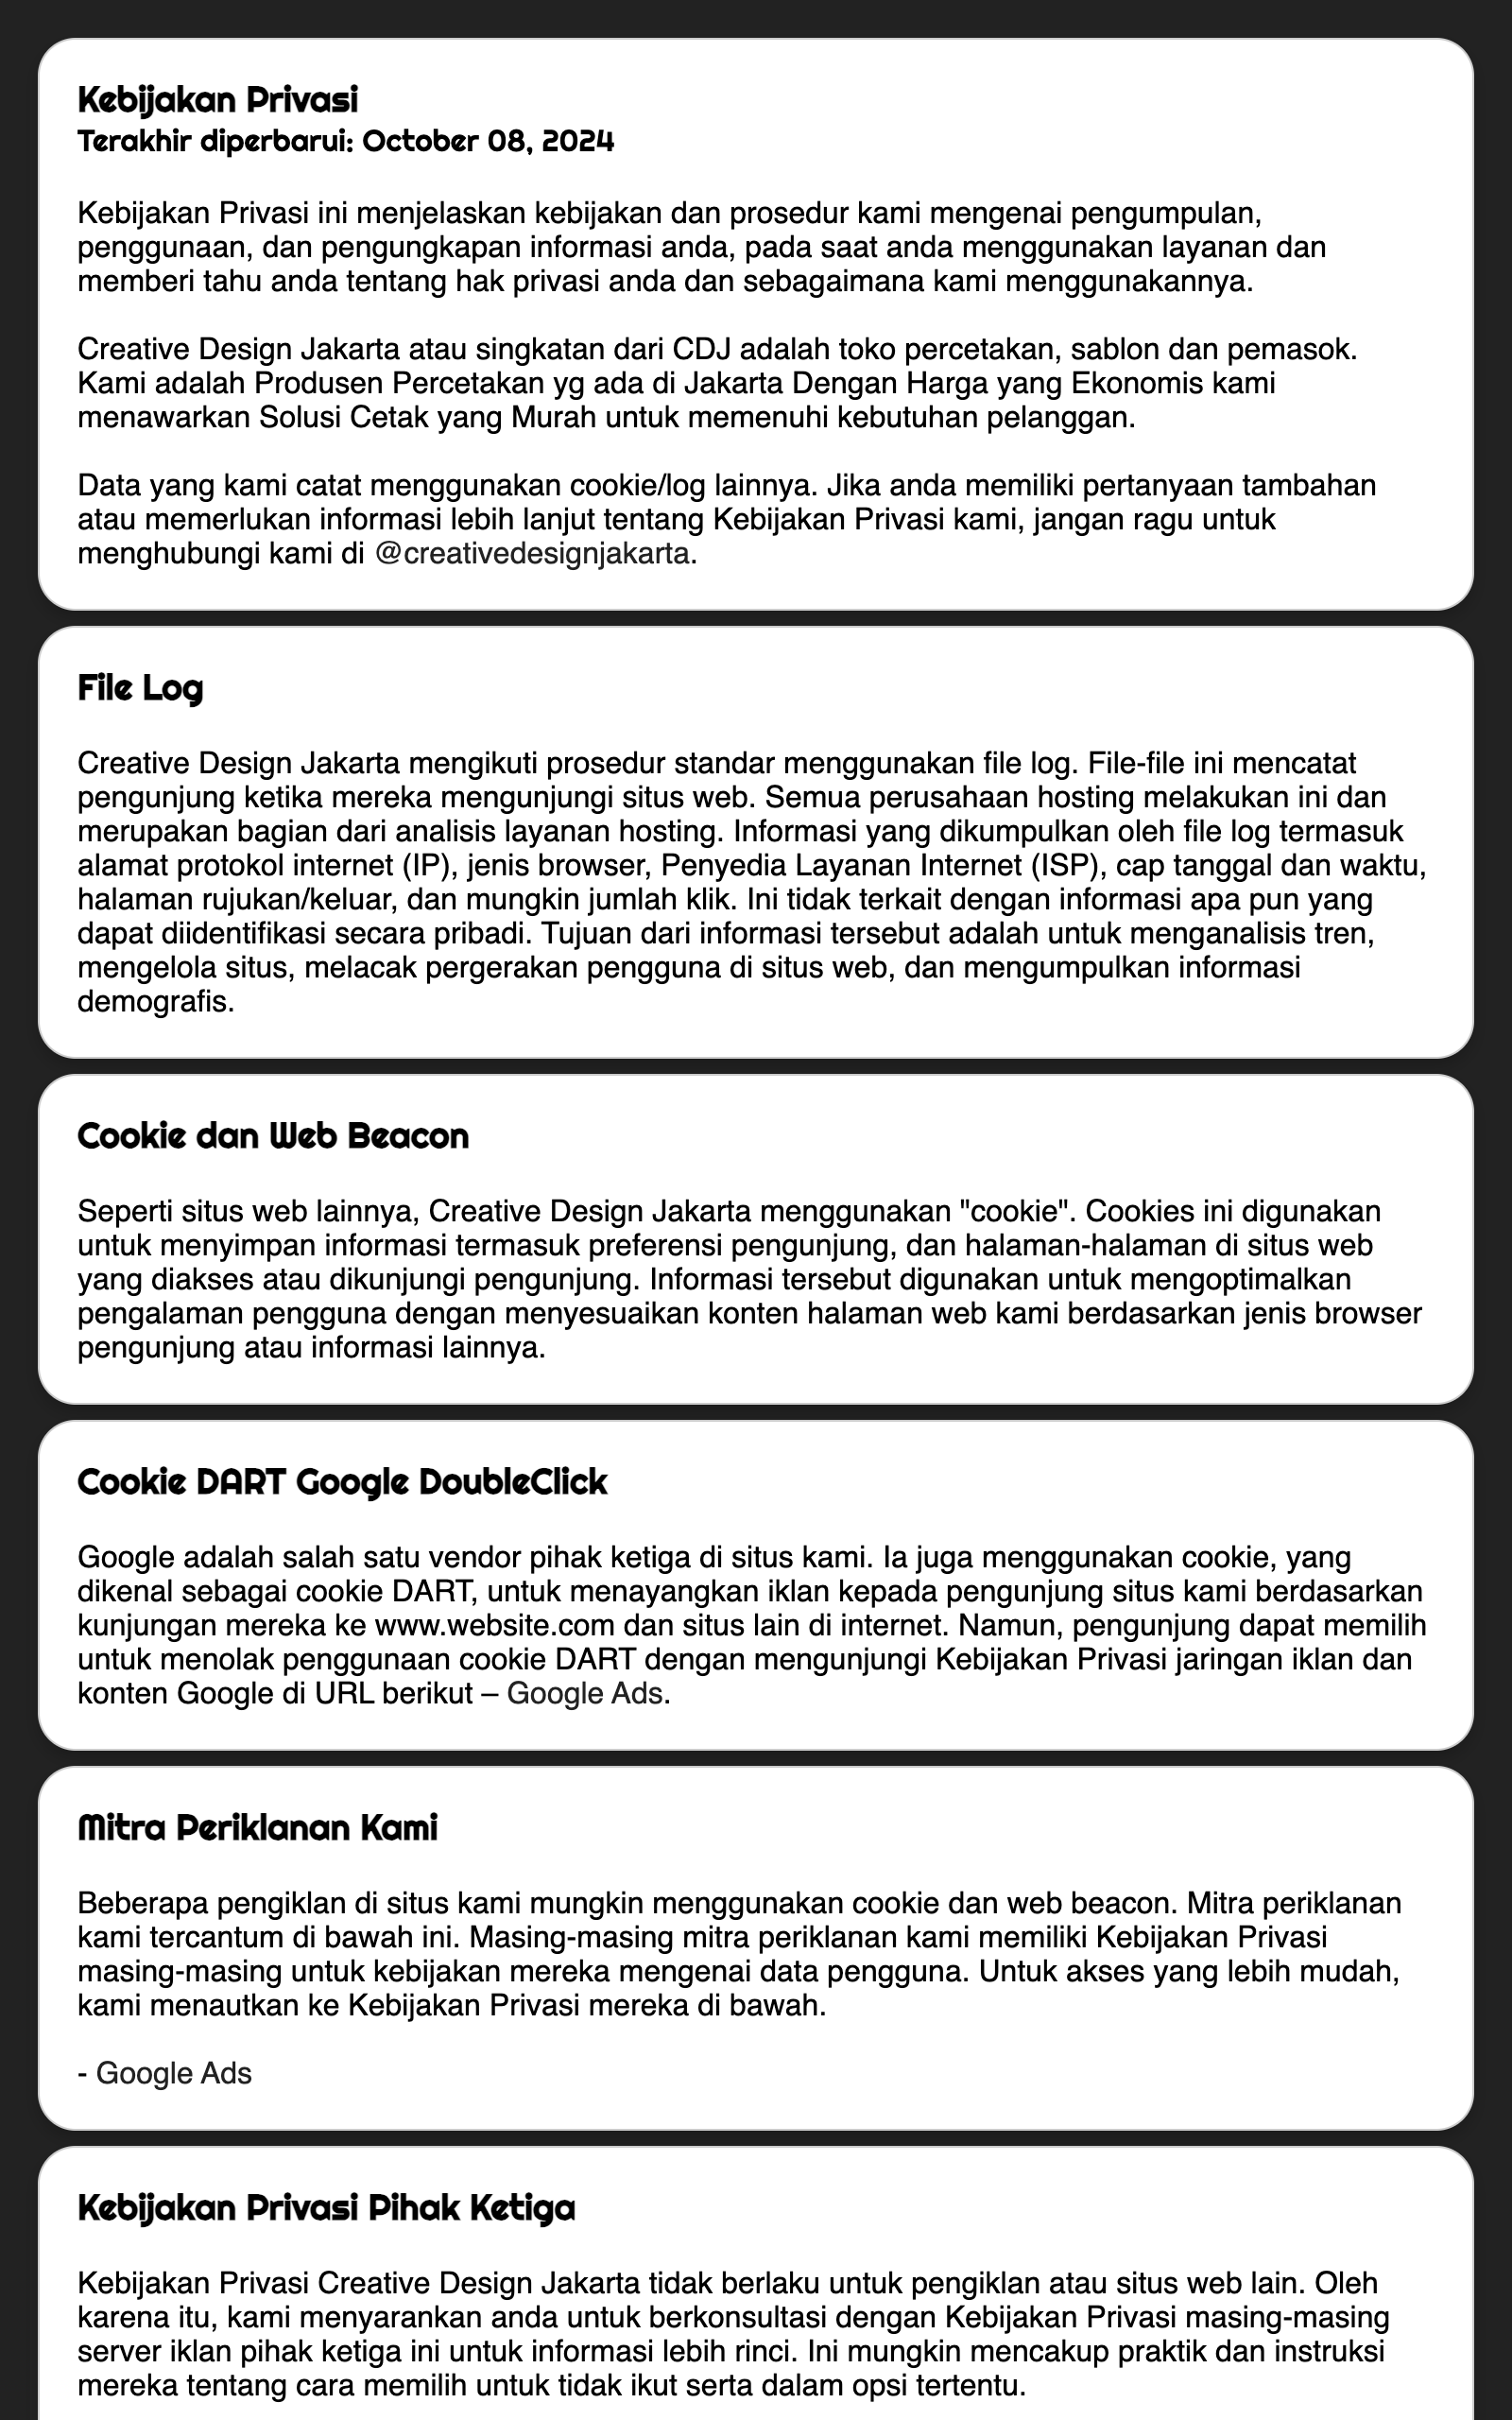 Kebijakan Privasi
Terakhir diperbarui: October 08, 2024
Kebijakan Privasi ini menjelaskan kebijakan dan prosedur kami mengenai pengumpulan,
penggunaan, dan pengungkapan informasi anda, pada saat anda menggunakan layanan dan
memberi tahu anda tentang hak privasi anda dan sebagaimana kami menggunakannya.
Creative Design Jakarta atau singkatan dari CDJ adalah toko percetakan, sablon dan pemasok.
Kami adalah Produsen Percetakan yg ada di Jakarta Dengan Harga yang Ekonomis kami
menawarkan Solusi Cetak yang Murah untuk memenuhi kebutuhan pelanggan.
Data yang kami catat menggunakan cookie/log lainnya. Jika anda memiliki pertanyaan tambahan
atau memerlukan informasi lebih lanjut tentang Kebijakan Privasi kami, jangan ragu untuk
menghubungi kami di @creativedesignjakarta.
File Log
Creative Design Jakarta mengikuti prosedur standar menggunakan file log. File-file ini mencatat
pengunjung ketika mereka mengunjungi situs web. Semua perusahaan hosting melakukan ini dan
merupakan bagian dari analisis layanan hosting. Informasi yang dikumpulkan oleh file log termasuk
alamat protokol internet (IP), jenis browser, Penyedia Layanan Internet (ISP), cap tanggal dan waktu,
halaman rujukan/keluar, dan mungkin jumlah klik. Ini tidak terkait dengan informasi apa pun yang
dapat diidentifikasi secara pribadi. Tujuan dari informasi tersebut adalah untuk menganalisis tren,
mengelola situs, melacak pergerakan pengguna di situs web, dan mengumpulkan informasi
demografis.
Cookie dan Web Beacon
Seperti situs web lainnya, Creative Design Jakarta menggunakan "cookie". Cookies ini digunakan
untuk menyimpan informasi termasuk preferensi pengunjung, dan halaman-halaman di situs web
yang diakses atau dikunjungi pengunjung. Informasi tersebut digunakan untuk mengoptimalkan
pengalaman pengguna dengan menyesuaikan konten halaman web kami berdasarkan jenis browser
pengunjung atau informasi lainnya.
Cookie DART Google DoubleClick
Google adalah salah satu vendor pihak ketiga di situs kami. Ia juga menggunakan cookie, yang
dikenal sebagai cookie DART, untuk menayangkan iklan kepada pengunjung situs kami berdasarkan
kunjungan mereka ke www.website.com dan situs lain di internet. Namun, pengunjung dapat memilih
untuk menolak penggunaan cookie DART dengan mengunjungi Kebijakan Privasi jaringan iklan dan
konten Google di URL berikut – Google Ads.
Mitra Periklanan Kami
Beberapa pengiklan di situs kami mungkin menggunakan cookie dan web beacon. Mitra periklanan
kami tercantum di bawah ini. Masing-masing mitra periklanan kami memiliki Kebijakan Privasi
masing-masing untuk kebijakan mereka mengenai data pengguna. Untuk akses yang lebih mudah,
kami menautkan ke Kebijakan Privasi mereka di bawah.
- Google Ads
Kebijakan Privasi Pihak Ketiga
Kebijakan Privasi Creative Design Jakarta tidak berlaku untuk pengiklan atau situs web lain. Oleh
karena itu, kami menyarankan anda untuk berkonsultasi dengan Kebijakan Privasi masing-masing
server iklan pihak ketiga ini untuk informasi lebih rinci. Ini mungkin mencakup praktik dan instruksi
mereka tentang cara memilih untuk tidak ikut serta dalam opsi tertentu.